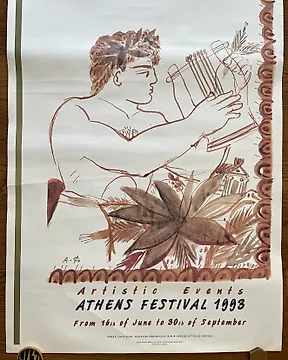 Artistic Events
ATHENS FESTIVAL 1993
From 16th of June to 30th of September